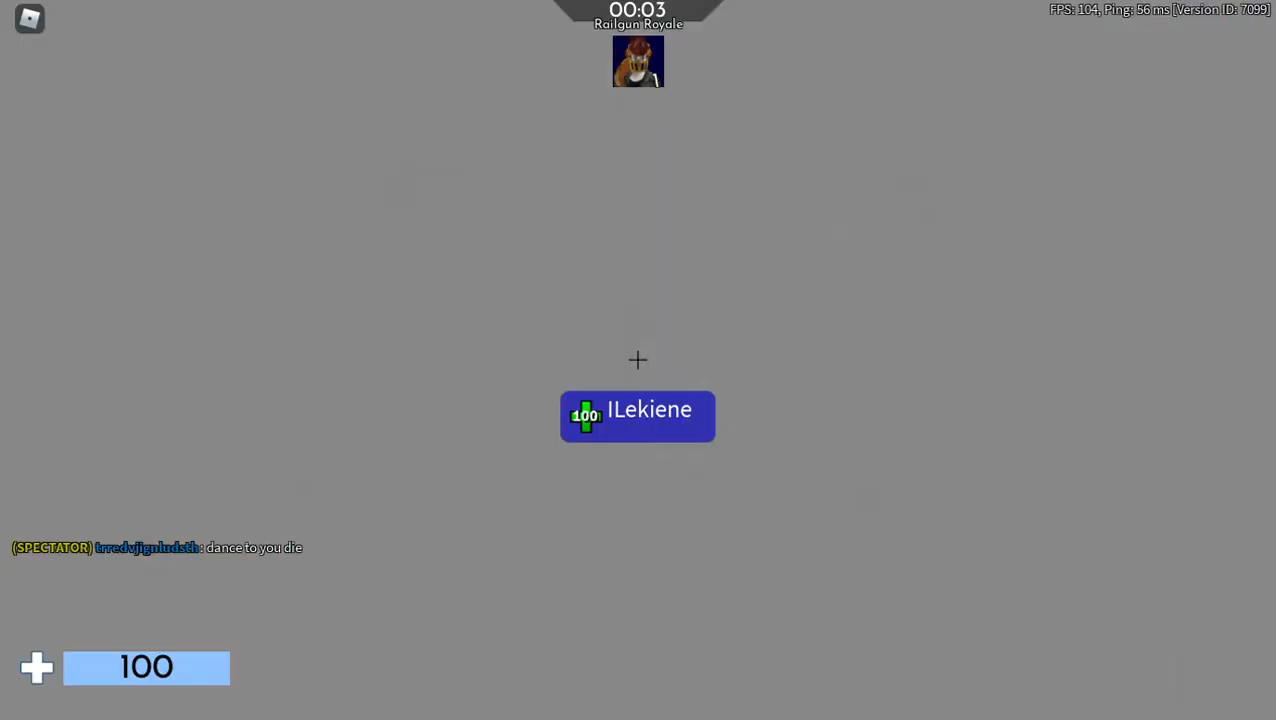 00:03
FPS: 104, Ping: 56 ms [Version ID: 7099]
Railgun Royale
1
100 ILekiene
(SPECTATOR) : dance to you die
100